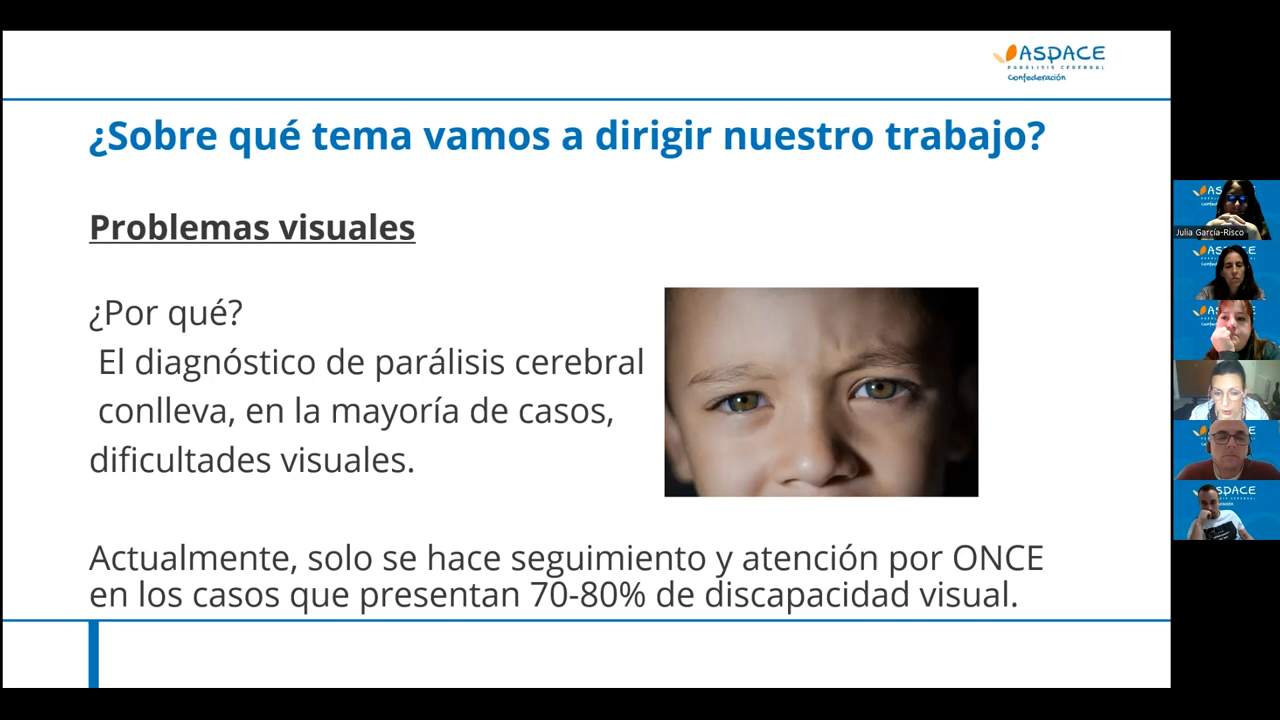 ASPACE
PARÁLISIS CEREBRAL
Confederación
¿Sobre qué tema vamos a dirigir nuestro trabajo?
Problemas visuales
¿Por qué?
El diagnóstico de parálisis cerebral
conlleva, en la mayoría de casos,
dificultades visuales.
Actualmente, solo se hace seguimiento y atención por ONCE
en los casos que presentan 70-80% de discapacidad visual.
Julia García-Risco